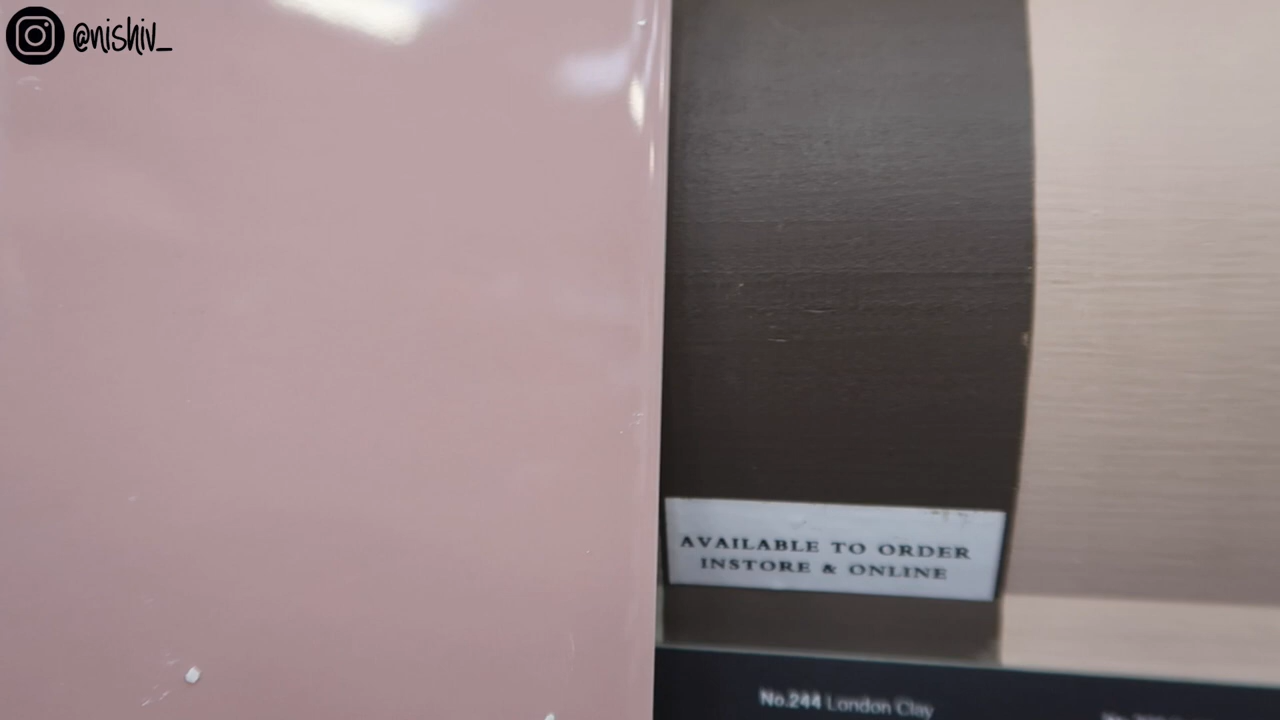 @nishiv_
AVAILABLE TO ORDER
INSTORE & ONLINE
No.244 London Clay